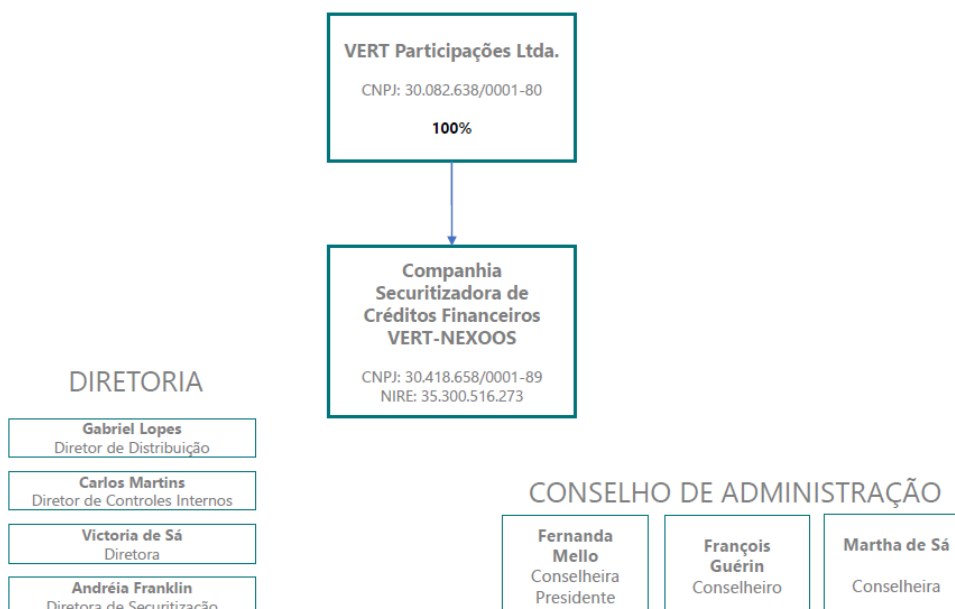 VERT Participações Ltda.
CNPJ: 30.082.638/0001-80
100%
Companhia
Securitizadora de
Créditos Financeiros
VERT-NEXOOS
CNPJ: 30.418.658/0001-89
NIRE: 35.300.516.273
DIRETORIA
Gabriel Lopes
Diretor de Distribuição
Carlos Martins
Diretor de Controles Internos
Victoria de Sá
Diretora
Andréia Franklin
Diretora de Securitização
CONSELHO DE ADMINISTRAÇÃO
Fernanda
Mello
Conselheira
Presidente
François
Guérin
Conselheiro
Martha de Sá
Conselheira